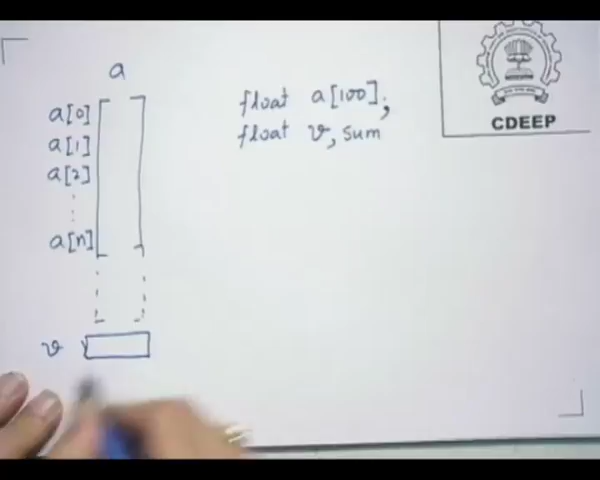 a
a[0]
a[1]
a[2]
a[n]
v
float a[100];
float v, sum
CDEEP